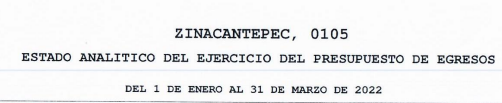 ZINACANTEPEC, 0105
ESTADO ANALITICO DEL EJERCICIO DEL PRESUPUESTO DE EGRESOS
DEL 1 DE ENERO AL 31 DE MARZO DE 2022